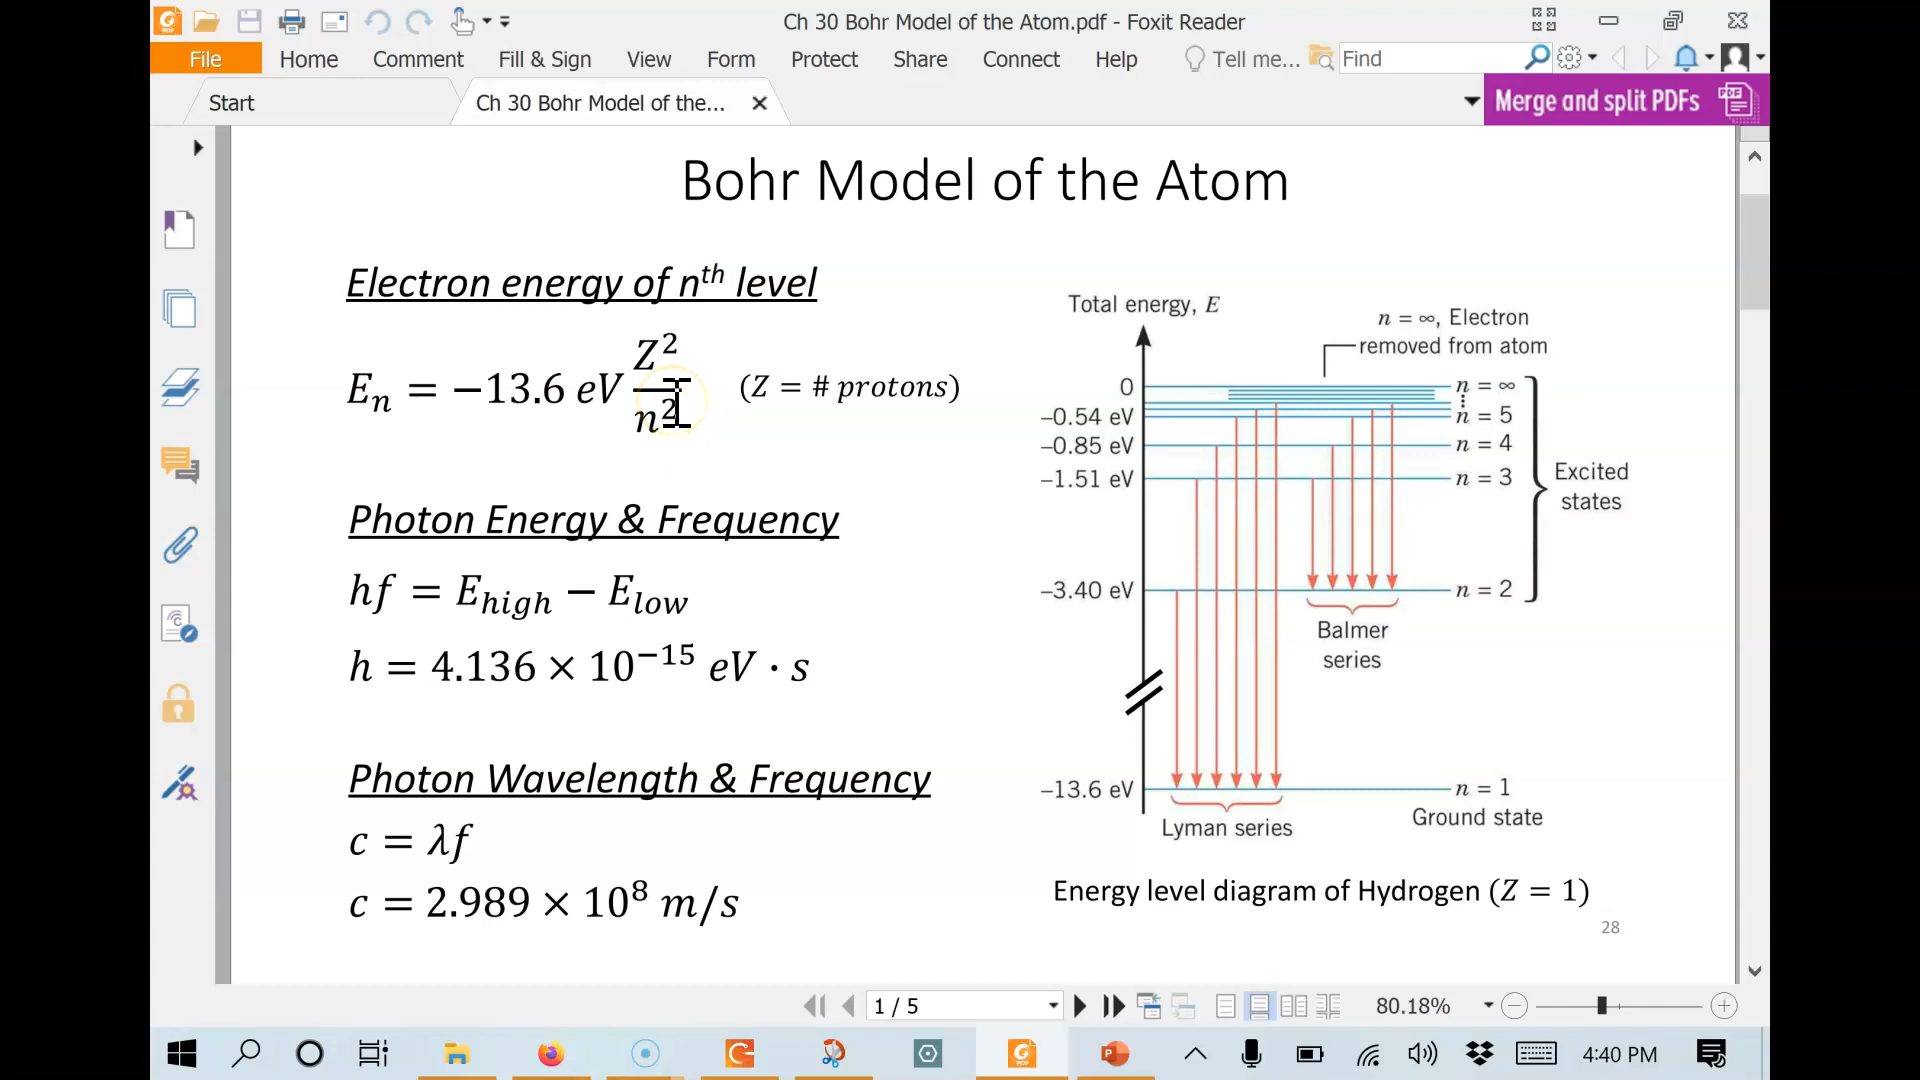 Ch 30 Bohr Model of the Atom.pdf - Foxit Reader
File Home Comment Fill & Sign View Form Protect Share Connect Help Tell me... Find
Start Ch 30 Bohr Model of the... Merge and split PDFs
PDF
Bohr Model of the Atom
Electron energy of nᵗʰ level
Eₙ = −13.6 eV Z²/n² (Z = # protons)
Photon Energy & Frequency
hf = E_high − E_low
h = 4.136 × 10⁻¹⁵ eV · s
Photon Wavelength & Frequency
c = λf
c = 2.989 × 10⁸ m/s
Total energy, E
n = ∞, Electron
removed from atom
0 n = ∞
⋮
−0.54 eV n = 5
−0.85 eV n = 4
−1.51 eV n = 3
Excited
states
−3.40 eV n = 2
Balmer
series
−13.6 eV n = 1
Ground state
Lyman series
Energy level diagram of Hydrogen (Z = 1)
28
1 / 5 80.18%
4:40 PM